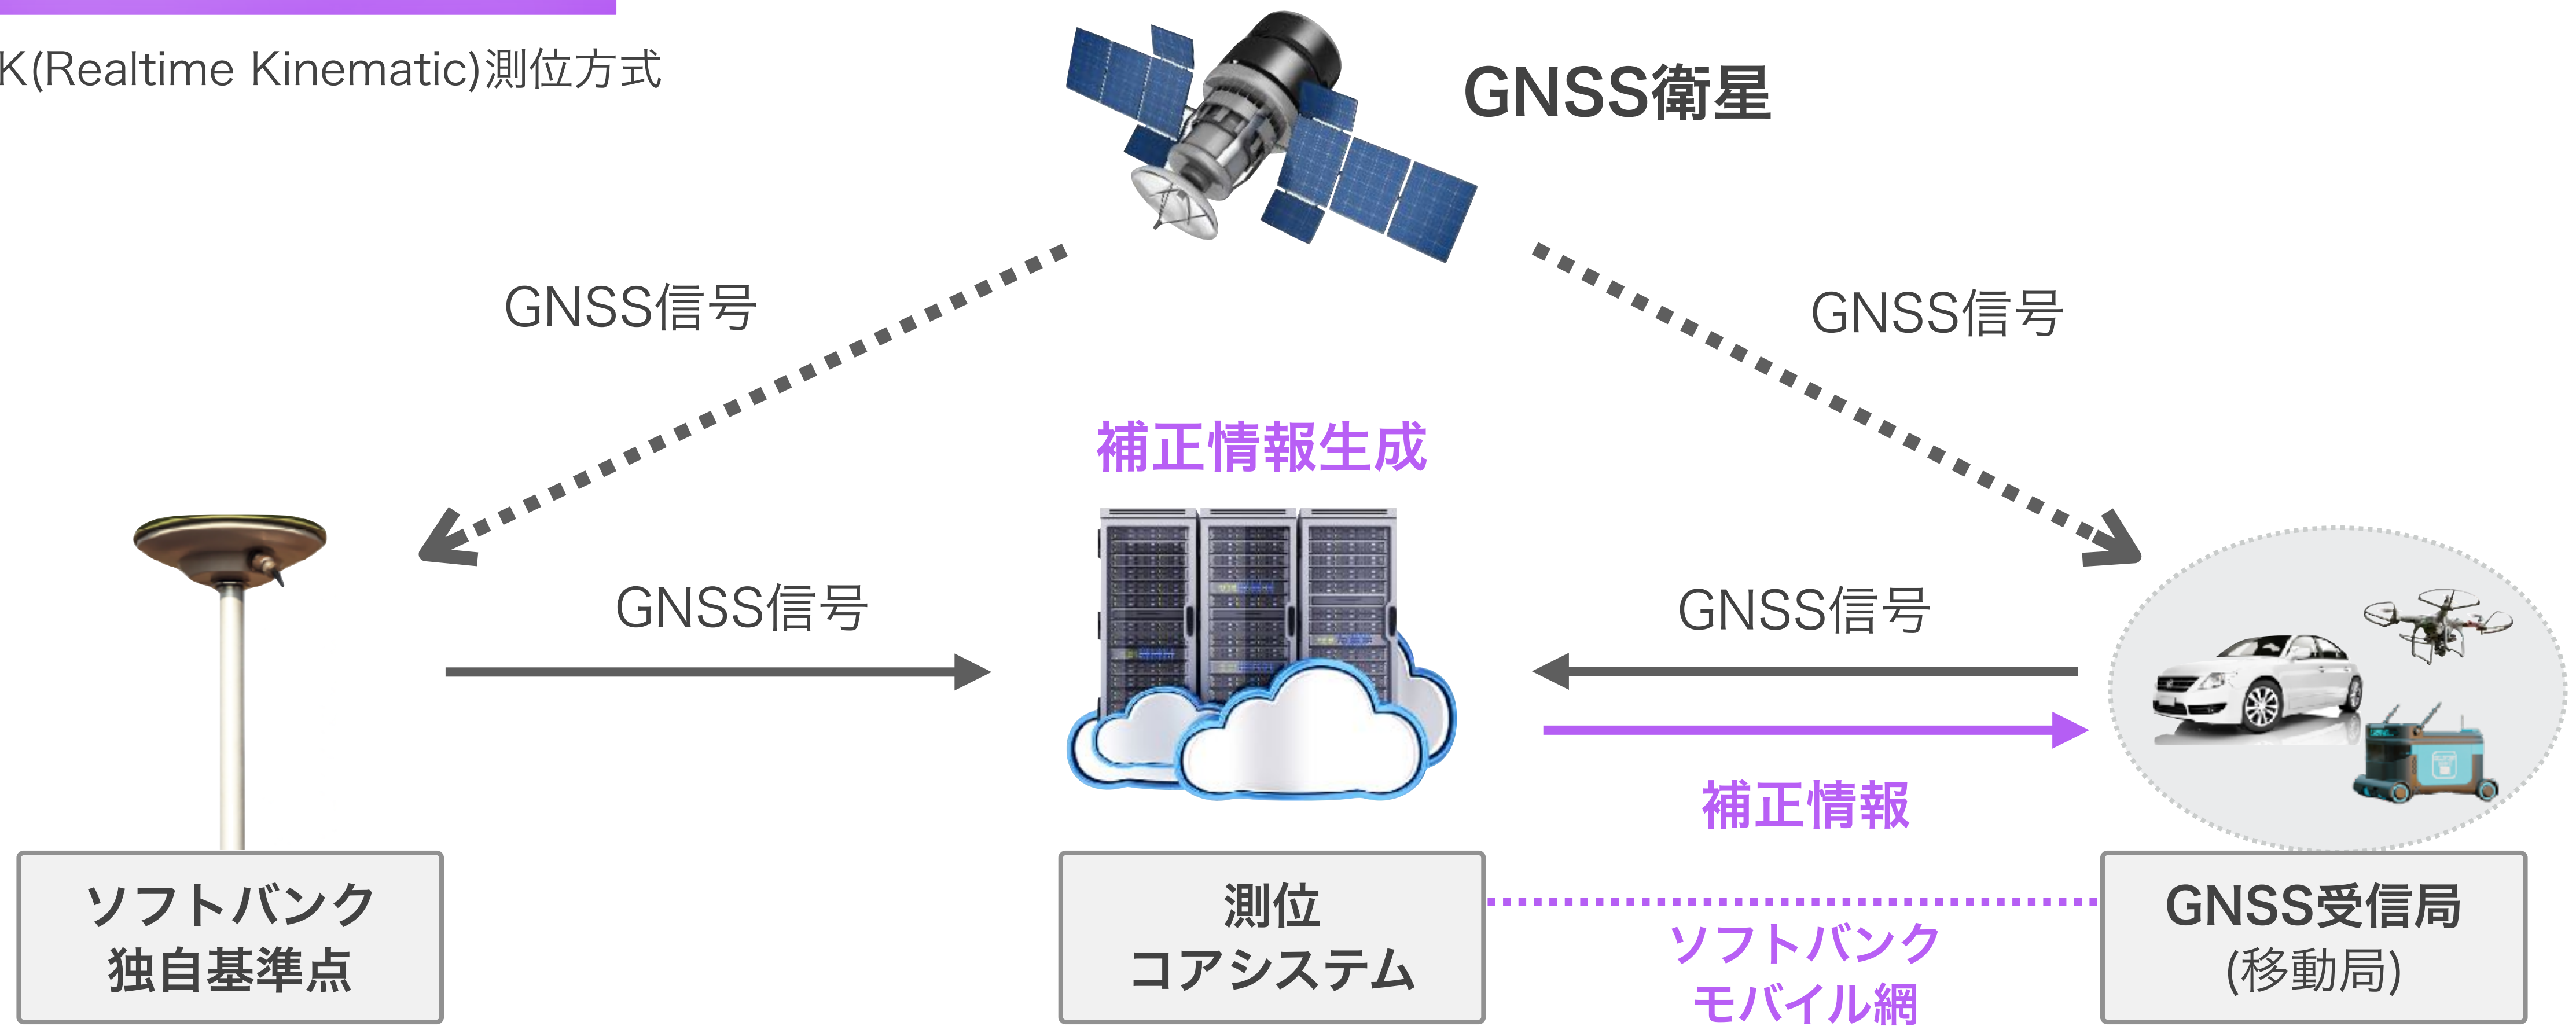 K(Realtime Kinematic)測位方式
GNSS衛星
GNSS信号
GNSS信号
補正情報生成
GNSS信号
GNSS信号
補正情報
ソフトバンク
独自基準点
測位
コアシステム
ソフトバンク
モバイル網
GNSS受信局
(移動局)